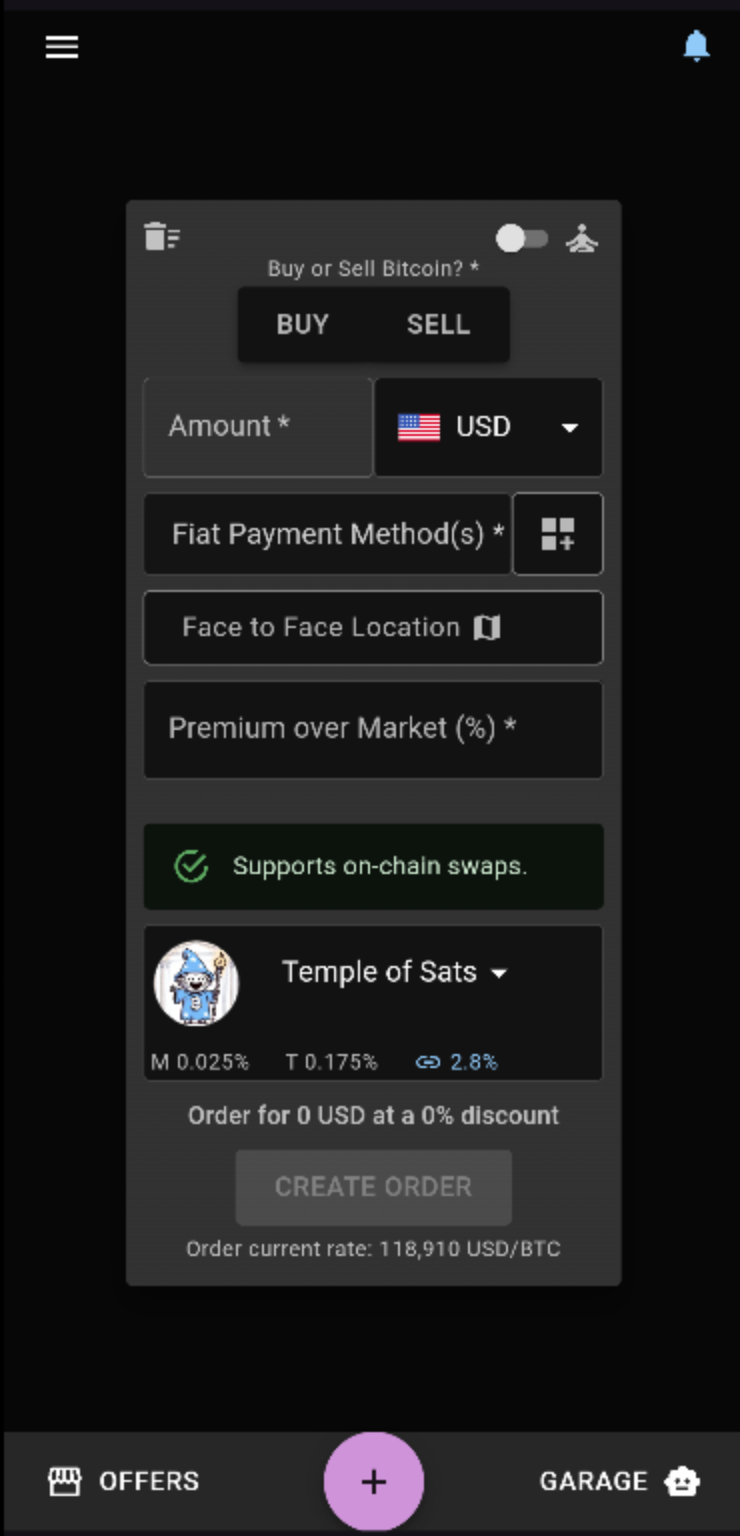 Buy or Sell Bitcoin? *
BUY SELL
Amount * USD
Fiat Payment Method(s) *
Face to Face Location
Premium over Market (%) *
Supports on-chain swaps.
Temple of Sats
M 0.025% T 0.175% 2.8%
Order for 0 USD at a 0% discount
CREATE ORDER
Order current rate: 118,910 USD/BTC
OFFERS + GARAGE